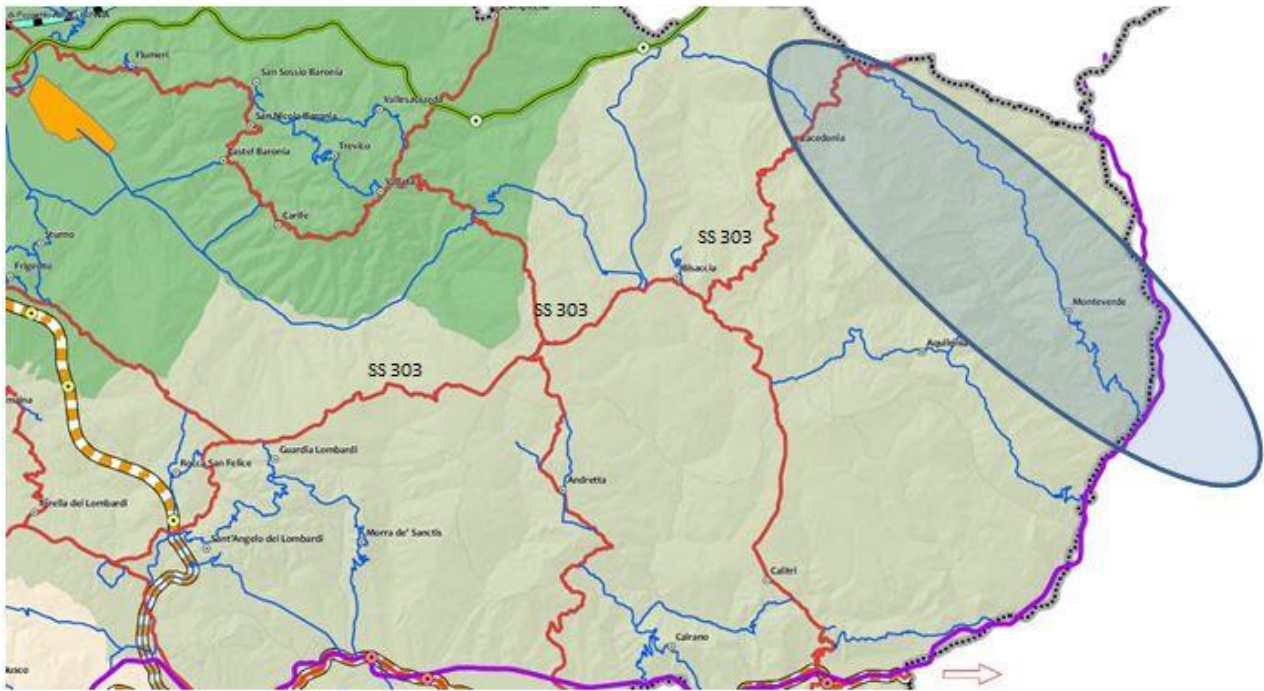 Flumeri
San Sossio Baronia
San Nicola Baronia
Castel Baronia
Trevico
Vallata
Carife
Sturno
Frigento
Lacedonia
SS 303
Bisaccia
SS 303
SS 303
Monteverde
Aquilonia
Guardia Lombardi
Rocca San Felice
Andretta
Torella dei Lombardi
Sant'Angelo dei Lombardi
Morra de' Sanctis
Calitri
Cairano